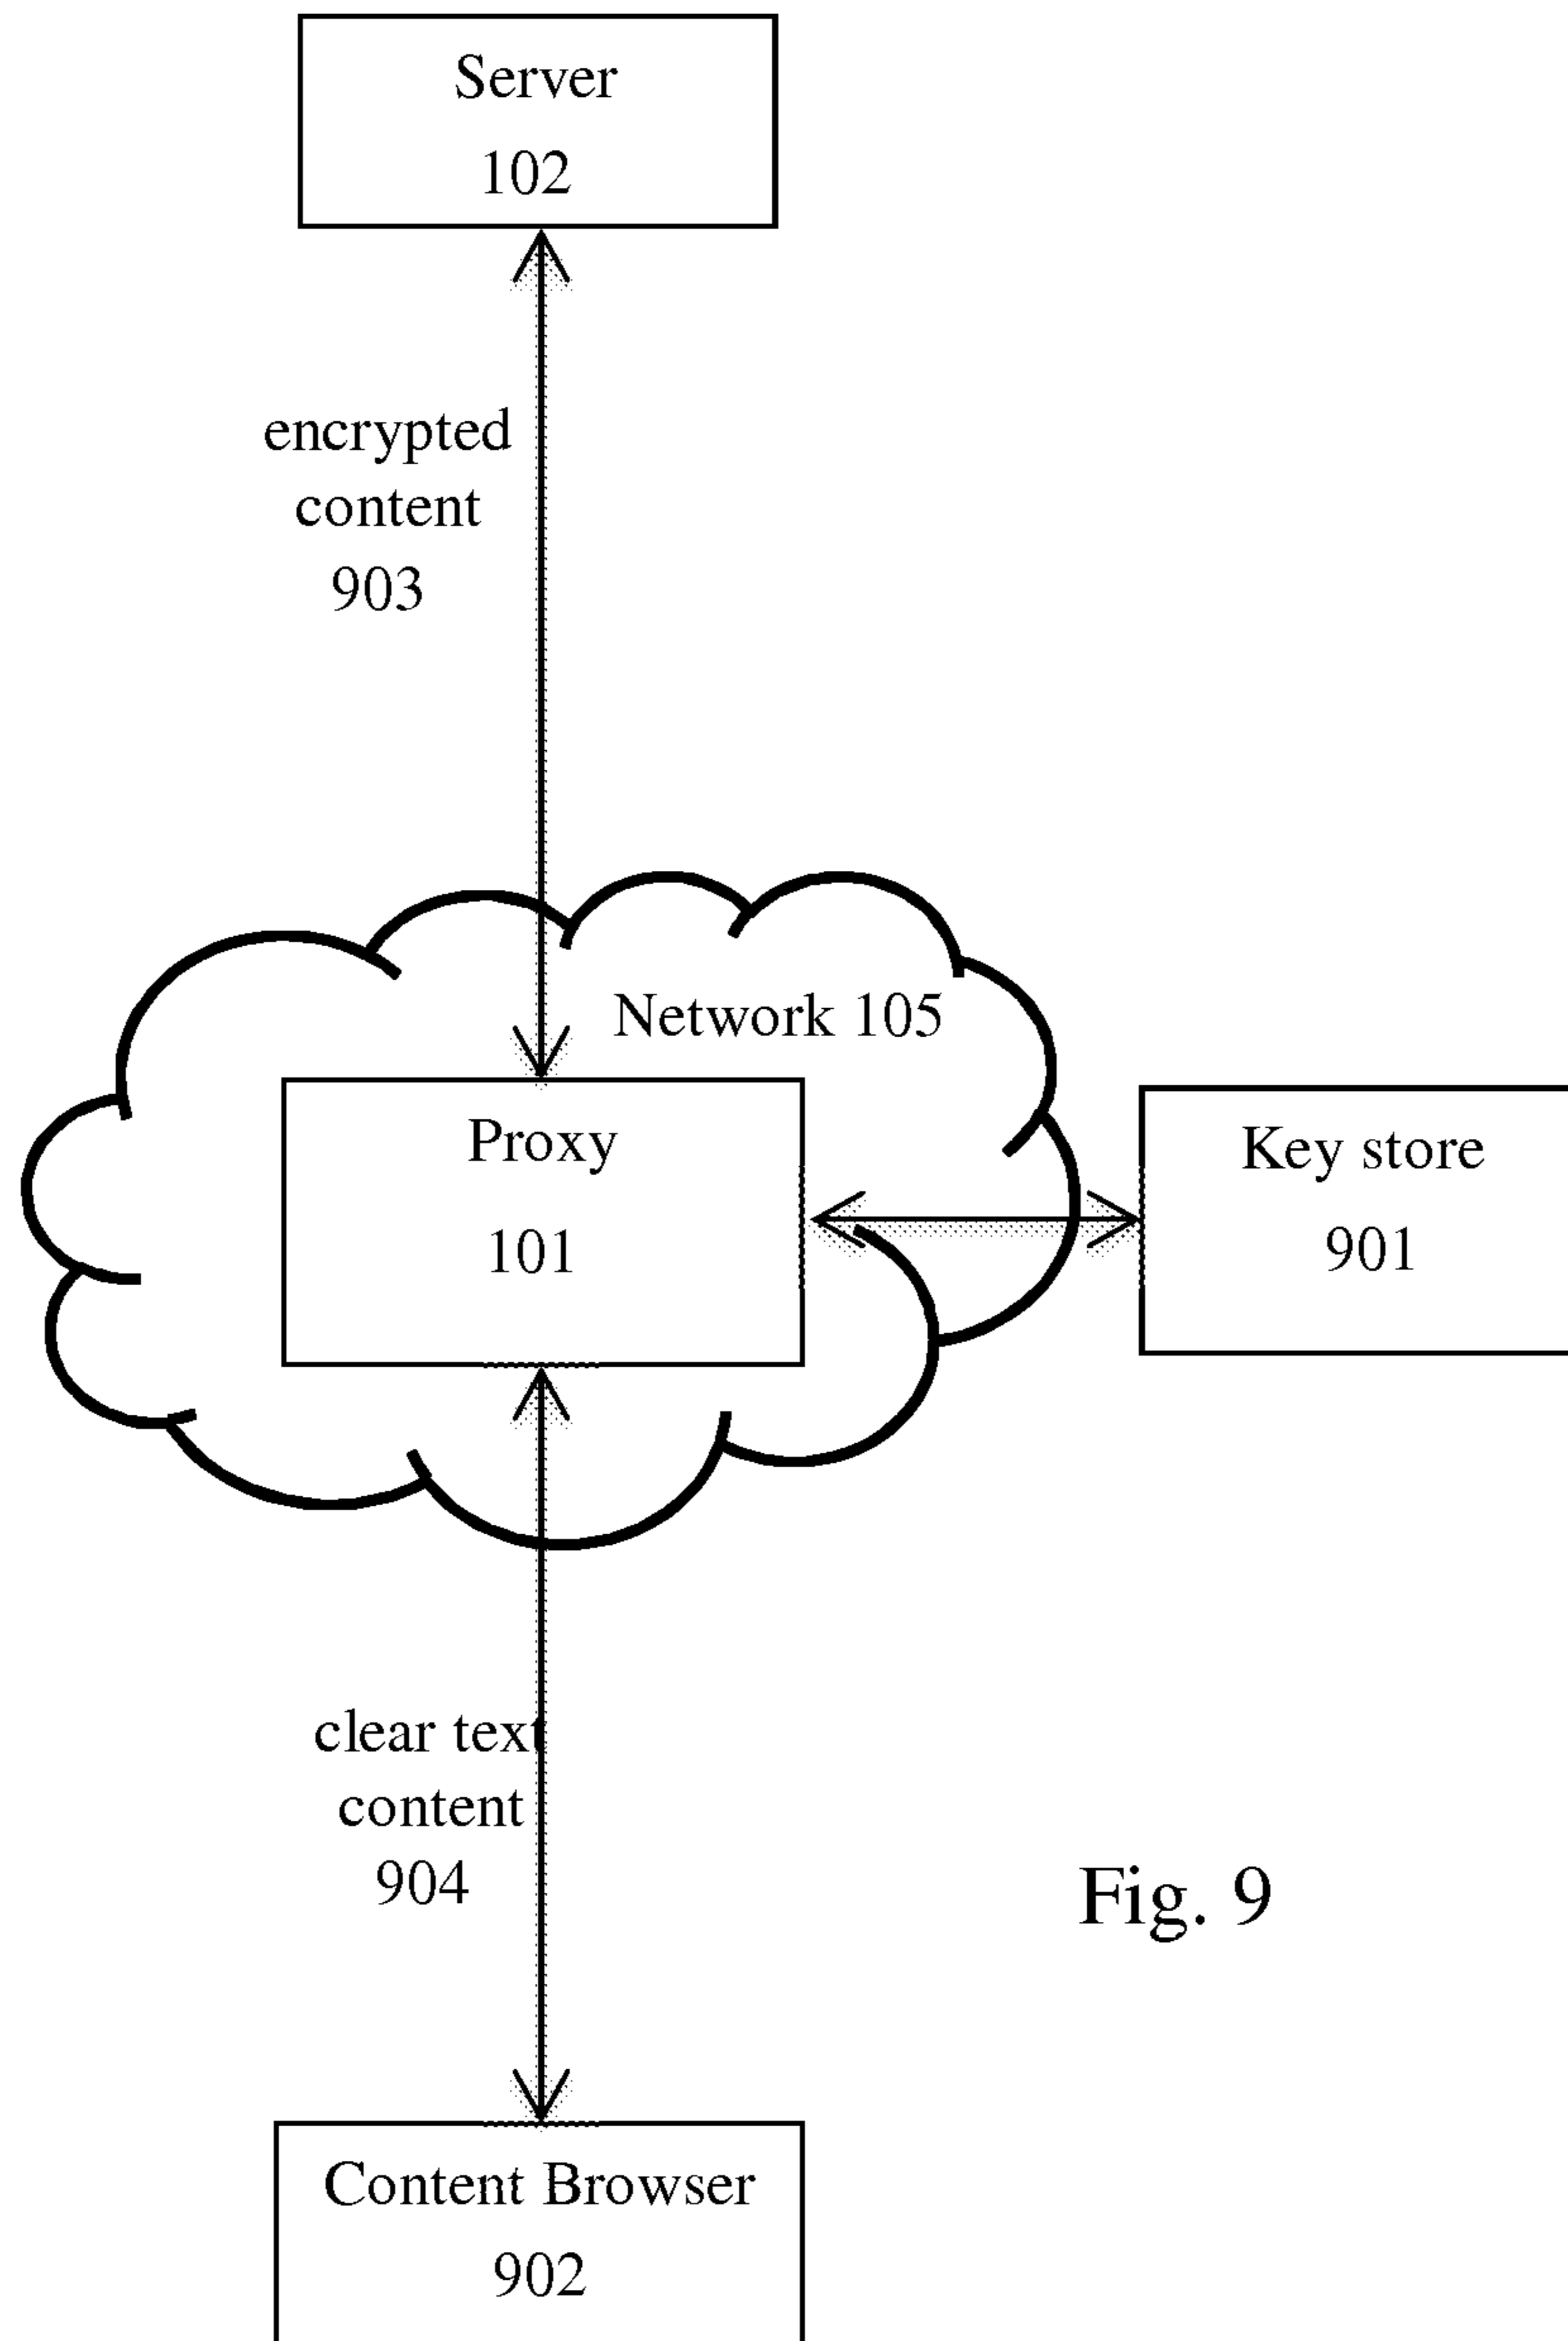 Server
102
encrypted
content
903
Network 105
Proxy
101
Key store
901
clear text
content
904
Fig. 9
Content Browser
902